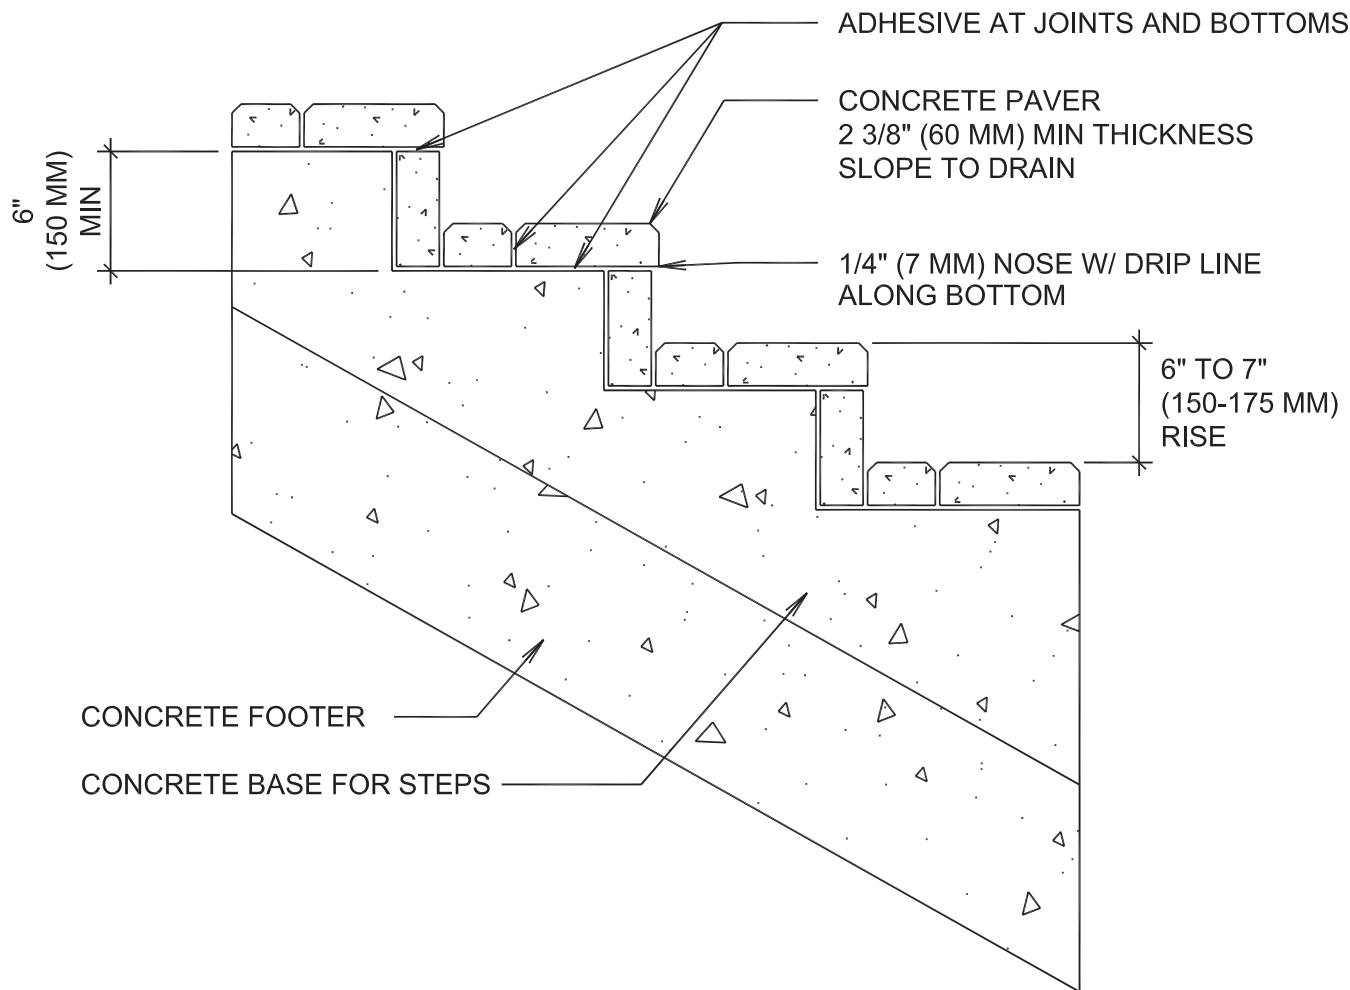 ADHESIVE AT JOINTS AND BOTTOMS
CONCRETE PAVER
2 3/8" (60 MM) MIN THICKNESS
SLOPE TO DRAIN
6"
(150 MM)
MIN
1/4" (7 MM) NOSE W/ DRIP LINE
ALONG BOTTOM
6" TO 7"
(150-175 MM)
RISE
CONCRETE FOOTER
CONCRETE BASE FOR STEPS